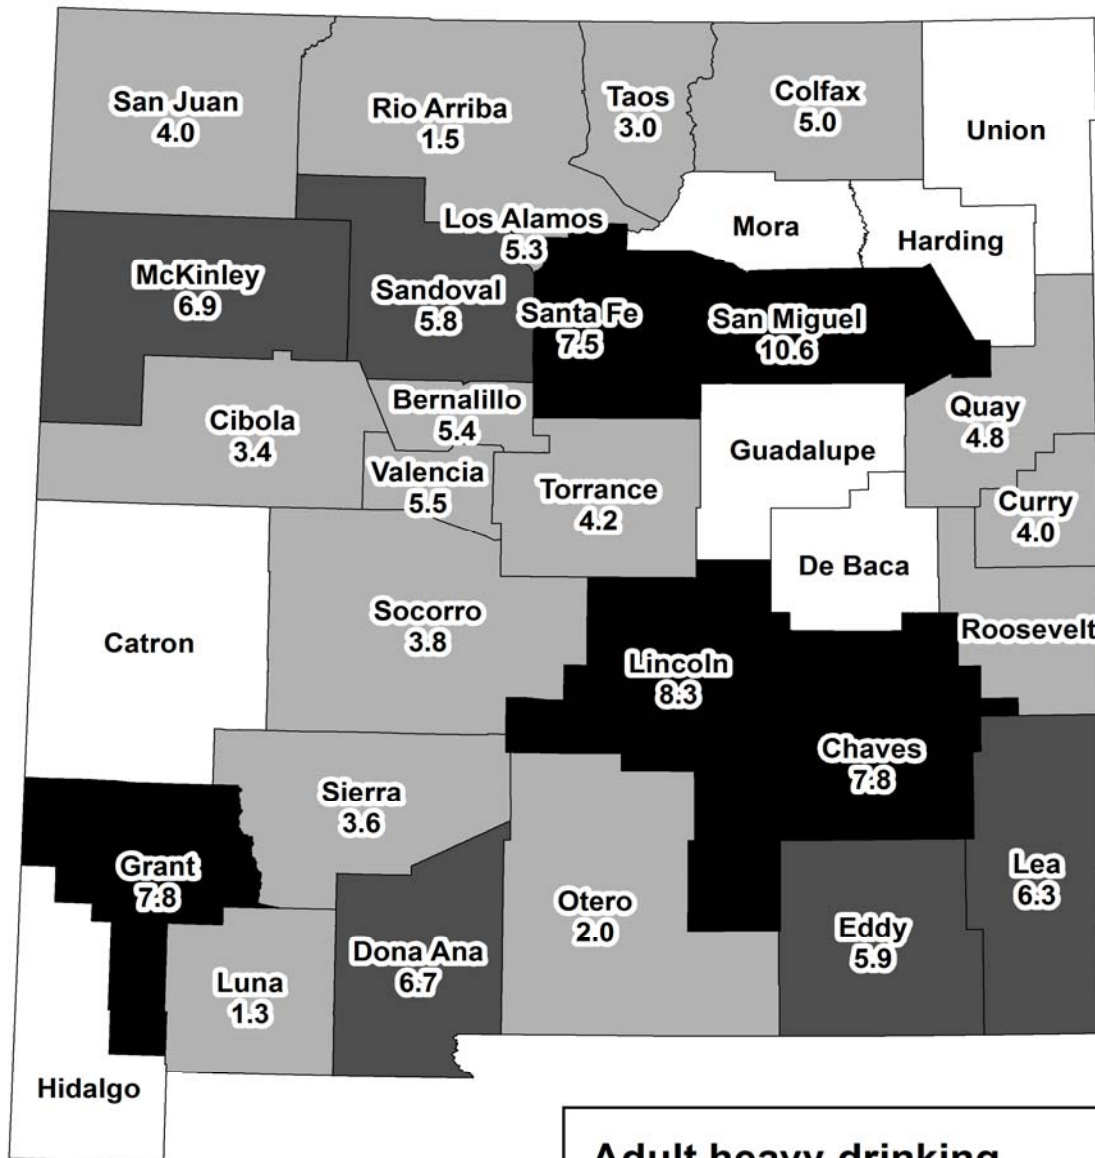 San Juan
4.0
Rio Arriba
1.5
Taos
3.0
Colfax
5.0
Union
Los Alamos
5.3
Mora
Harding
McKinley
6.9
Sandoval
5.8
Santa Fe
7.5
San Miguel
10.6
Cibola
3.4
Bernalillo
5.4
Guadalupe
Quay
4.8
Valencia
5.5
Torrance
4.2
Curry
4.0
De Baca
Catron
Socorro
3.8
Roosevelt
Lincoln
8.3
Chaves
7.8
Sierra
3.6
Grant
7.8
Otero
2.0
Lea
6.3
Eddy
5.9
Dona Ana
6.7
Luna
1.3
Hidalgo
Adult heavy drinking